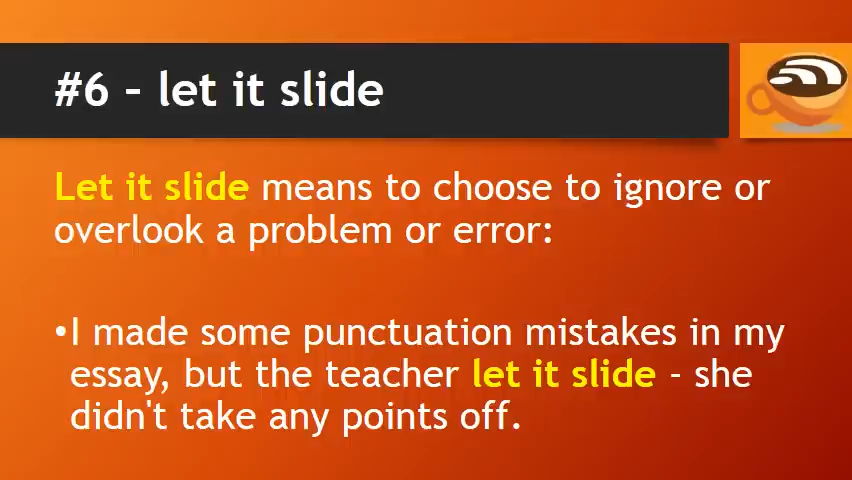 #6 – let it slide
Let it slide means to choose to ignore or
overlook a problem or error:
•I made some punctuation mistakes in my
essay, but the teacher let it slide - she
didn't take any points off.